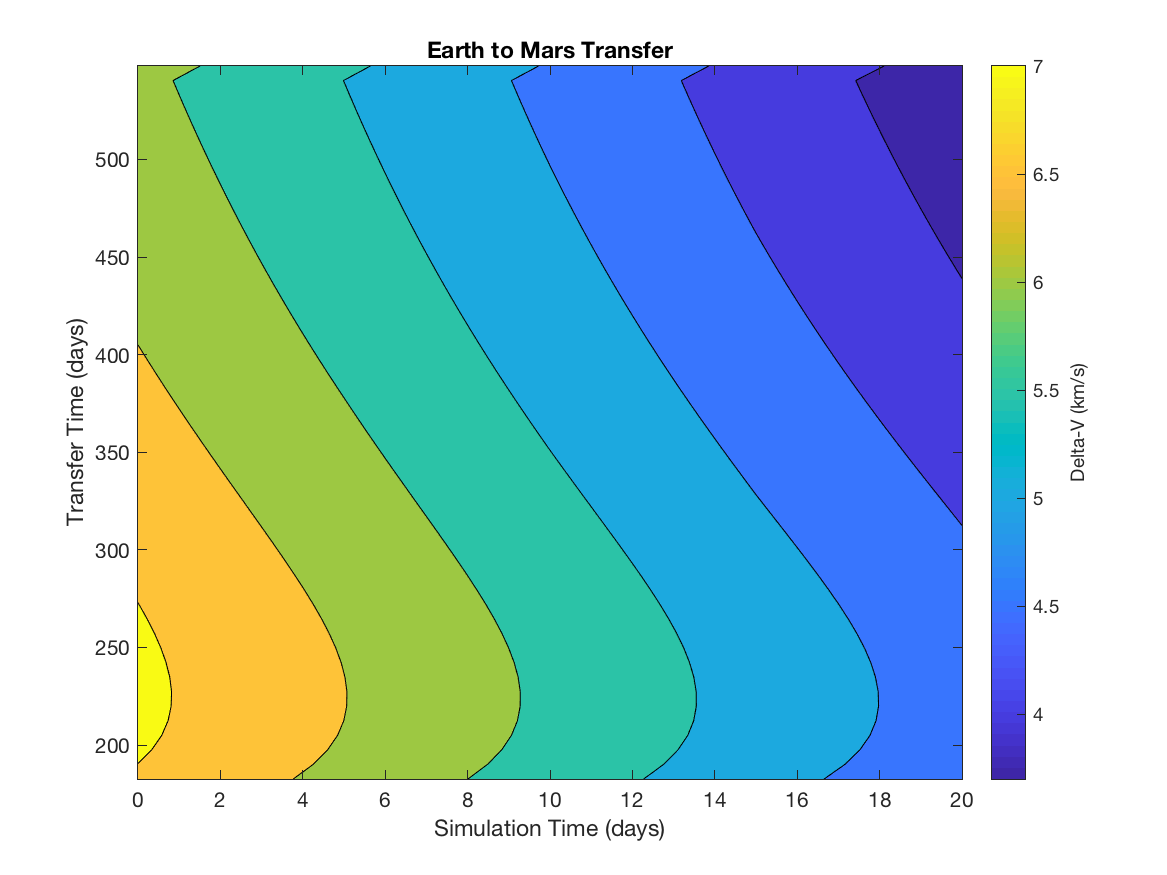 Earth to Mars Transfer
Transfer Time (days)
500
450
400
350
300
250
200
0 2 4 6 8 10 12 14 16 18 20
Simulation Time (days)
7
6.5
6
5.5
5
4.5
4
Delta-V (km/s)